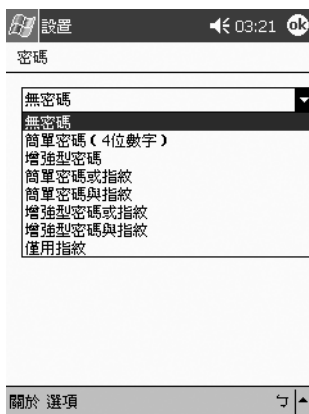 設置 03:21 ok
密碼
無密碼
無密碼
簡單密碼(4位數字)
增強型密碼
簡單密碼或指紋
簡單密碼與指紋
增強型密碼或指紋
增強型密碼與指紋
僅用指紋
關於 選項 ㄅ